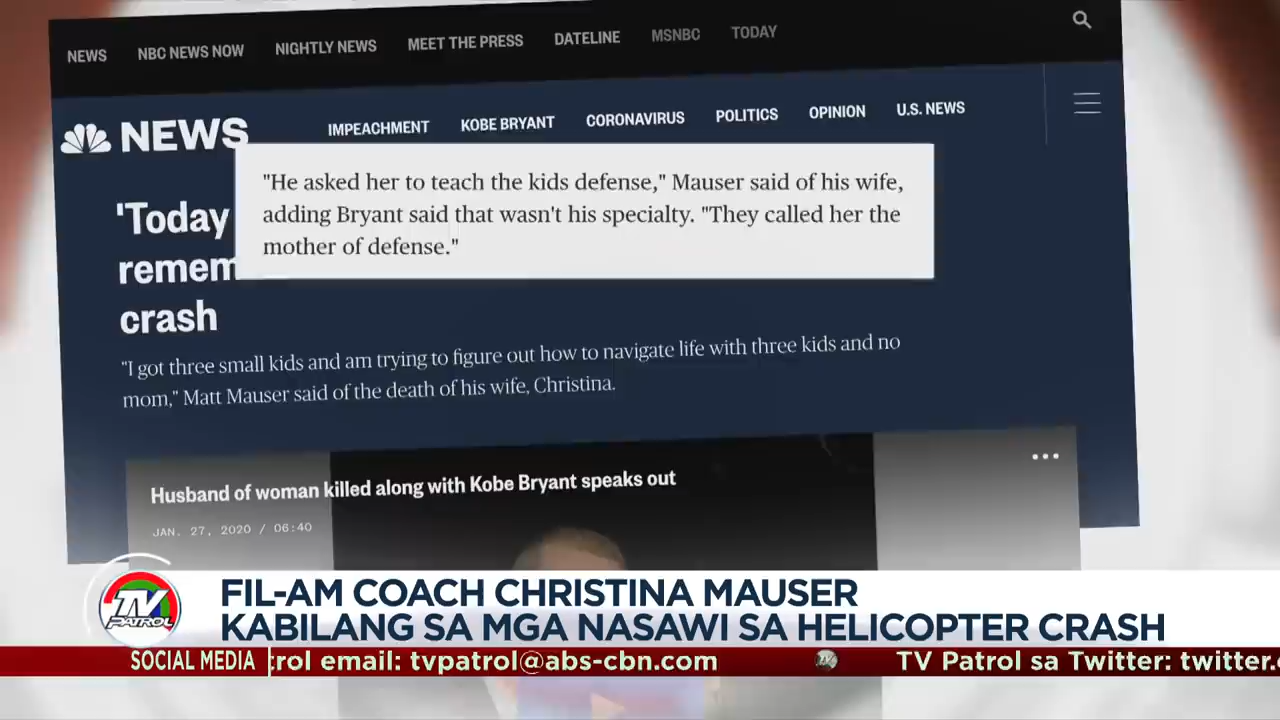 NEWS NBC NEWS NOW NIGHTLY NEWS MEET THE PRESS DATELINE MSNBC TODAY
NEWS IMPEACHMENT KOBE BRYANT CORONAVIRUS POLITICS OPINION U.S. NEWS
"He asked her to teach the kids defense," Mauser said of his wife,
adding Bryant said that wasn't his specialty. "They called her the
mother of defense."
'Today
remem
crash
"I got three small kids and am trying to figure out how to navigate life with three kids and no
mom," Matt Mauser said of the death of his wife, Christina.
Husband of woman killed along with Kobe Bryant speaks out
JAN. 27, 2020 / 06:40
TV PATROL
FIL-AM COACH CHRISTINA MAUSER
KABILANG SA MGA NASAWI SA HELICOPTER CRASH
SOCIAL MEDIA trol email: tvpatrol@abs-cbn.com TV Patrol sa Twitter: twitter.c